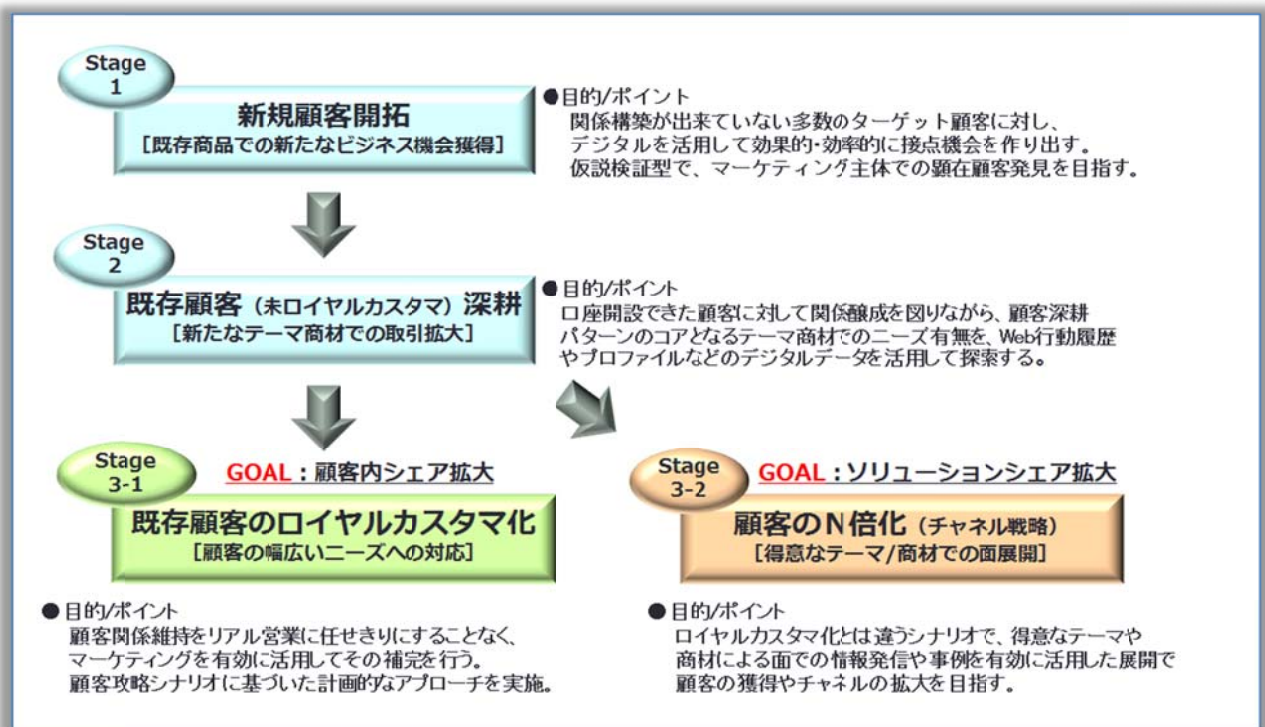 Stage
1
新規顧客開拓
[既存商品での新たなビジネス機会獲得]
●目的/ポイント
関係構築が出来ていない多数のターゲット顧客に対し、
デジタルを活用して効果的・効率的に接点機会を作り出す。
仮説検証型で、マーケティング主体での顕在顧客発見を目指す。
Stage
2
既存顧客（未ロイヤルカスタマ）深耕
[新たなテーマ商材での取引拡大]
●目的/ポイント
口座開設できた顧客に対して関係醸成を図りながら、顧客深耕
パターンのコアとなるテーマ商材でのニーズ有無を、Web行動履歴
やプロファイルなどのデジタルデータを活用して探索する。
Stage
3-1
GOAL：顧客内シェア拡大
既存顧客のロイヤルカスタマ化
[顧客の幅広いニーズへの対応]
●目的/ポイント
顧客関係維持をリアル営業に任せきりにすることなく、
マーケティングを有効に活用してその補完を行う。
顧客攻略シナリオに基づいた計画的なアプローチを実施。
Stage
3-2
GOAL：ソリューションシェア拡大
顧客のN倍化（チャネル戦略）
[得意なテーマ/商材での面展開]
●目的/ポイント
ロイヤルカスタマ化とは違うシナリオで、得意なテーマや
商材による面での情報発信や事例を有効に活用した展開で
顧客の獲得やチャネルの拡大を目指す。